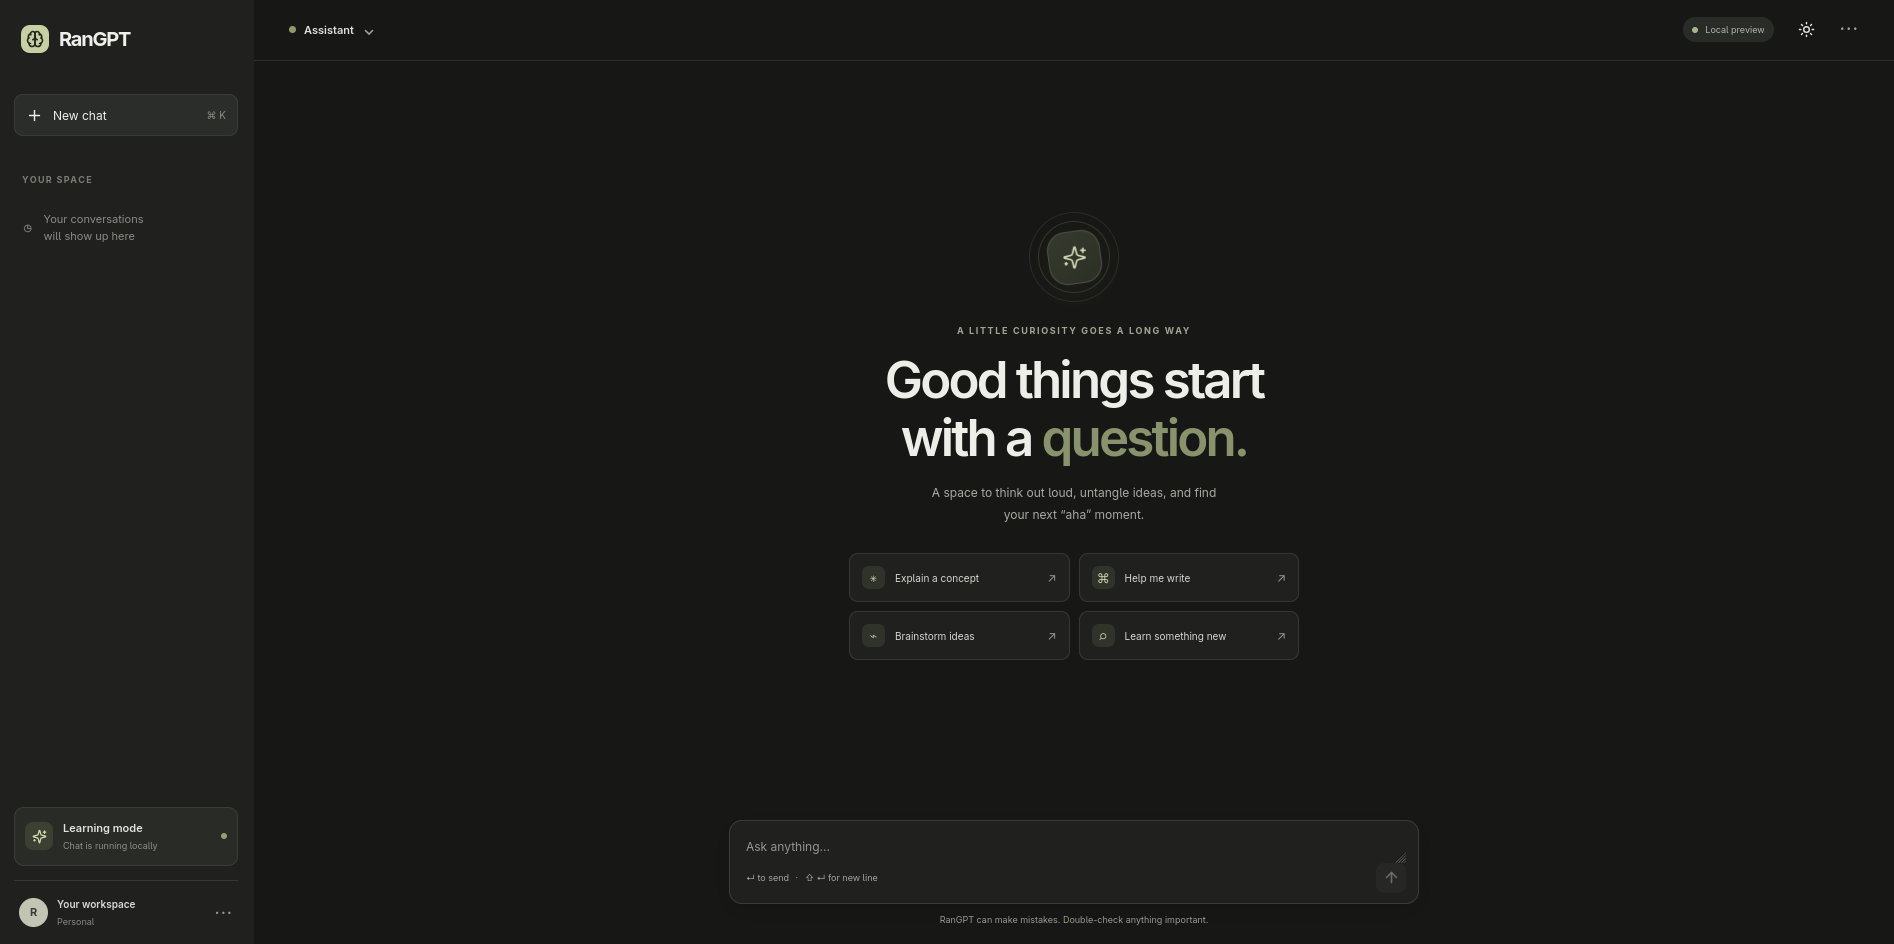 RanGPT
New chat
⌘ K
YOUR SPACE
Your conversations
will show up here
Learning mode
Chat is running locally
R
Your workspace
Personal
Assistant
Local preview
A LITTLE CURIOSITY GOES A LONG WAY
Good things start
with a question.
A space to think out loud, untangle ideas, and find
your next “aha” moment.
Explain a concept
Help me write
Brainstorm ideas
Learn something new
Ask anything...
↵ to send · ⇧ ↵ for new line
RanGPT can make mistakes. Double-check anything important.